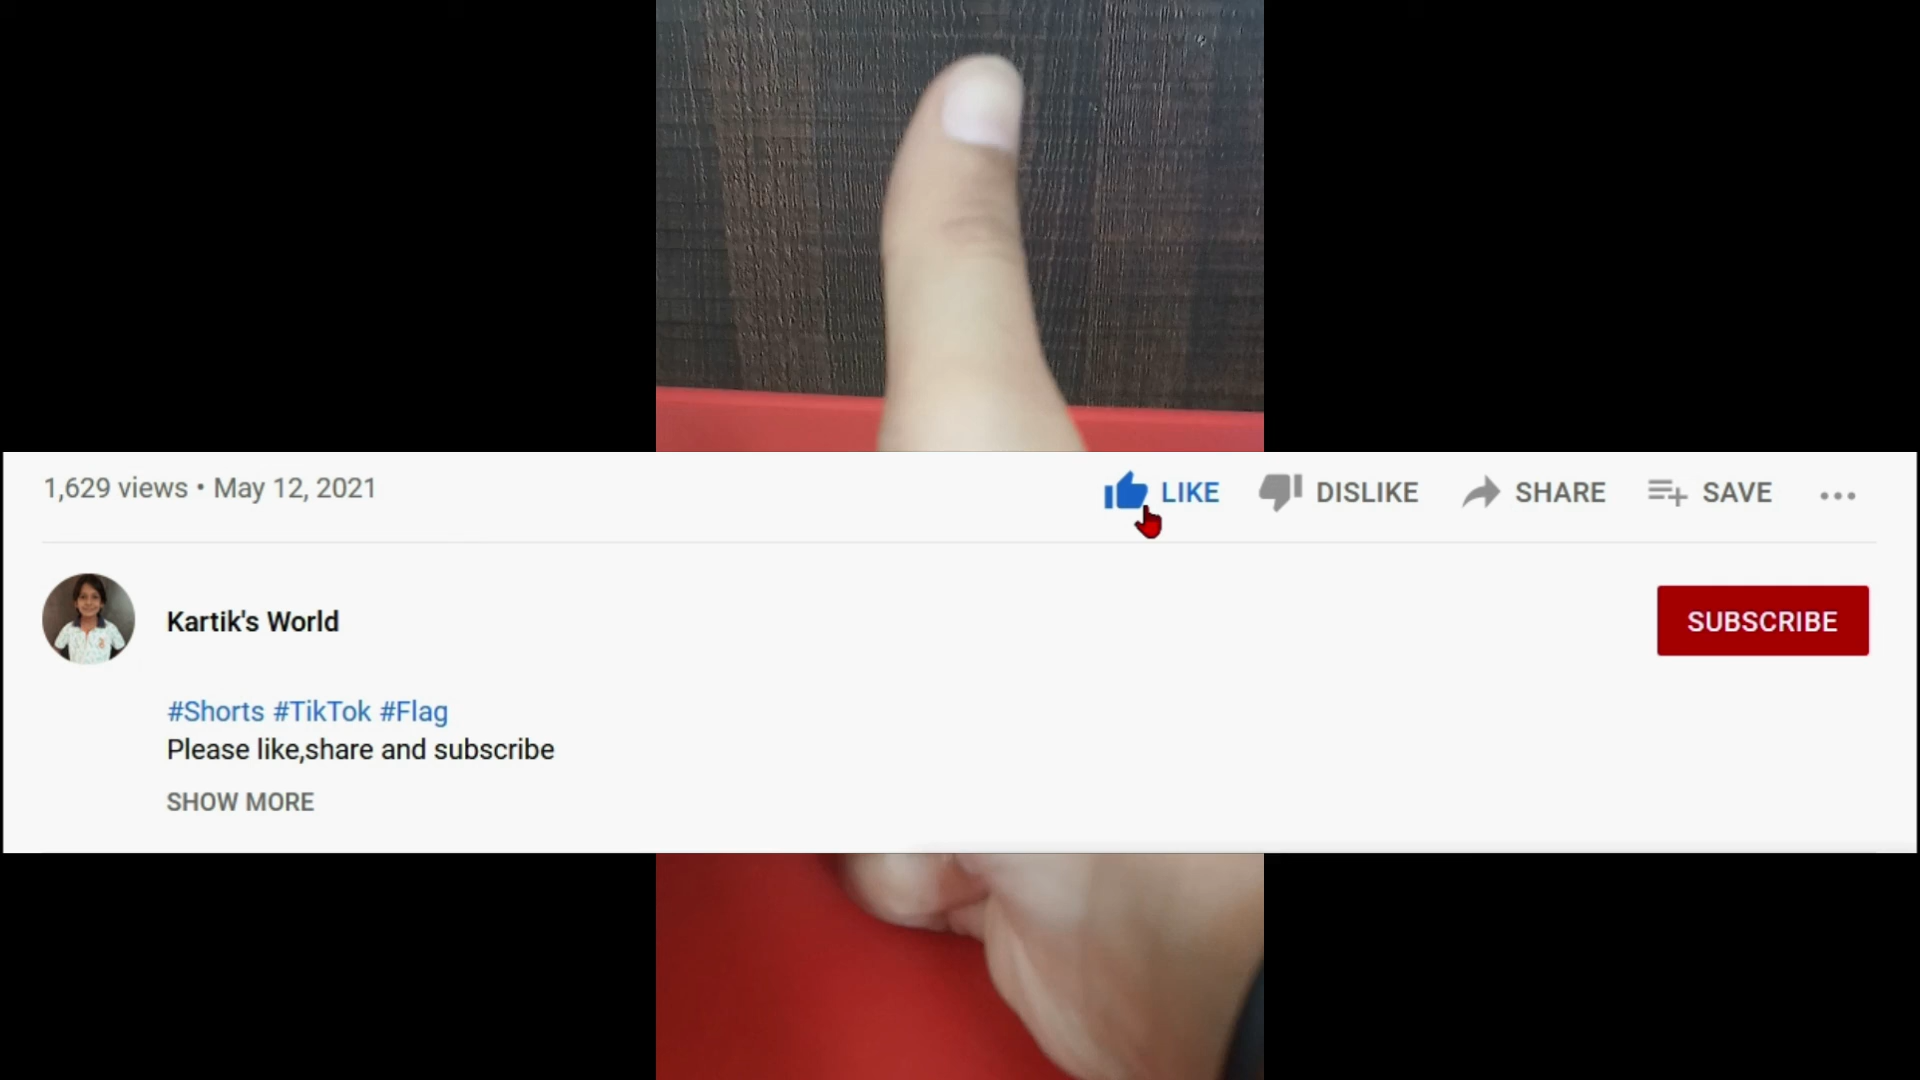 1,629 views • May 12, 2021
LIKE
DISLIKE
SHARE
SAVE
Kartik's World
SUBSCRIBE
#Shorts #TikTok #Flag
Please like,share and subscribe
SHOW MORE